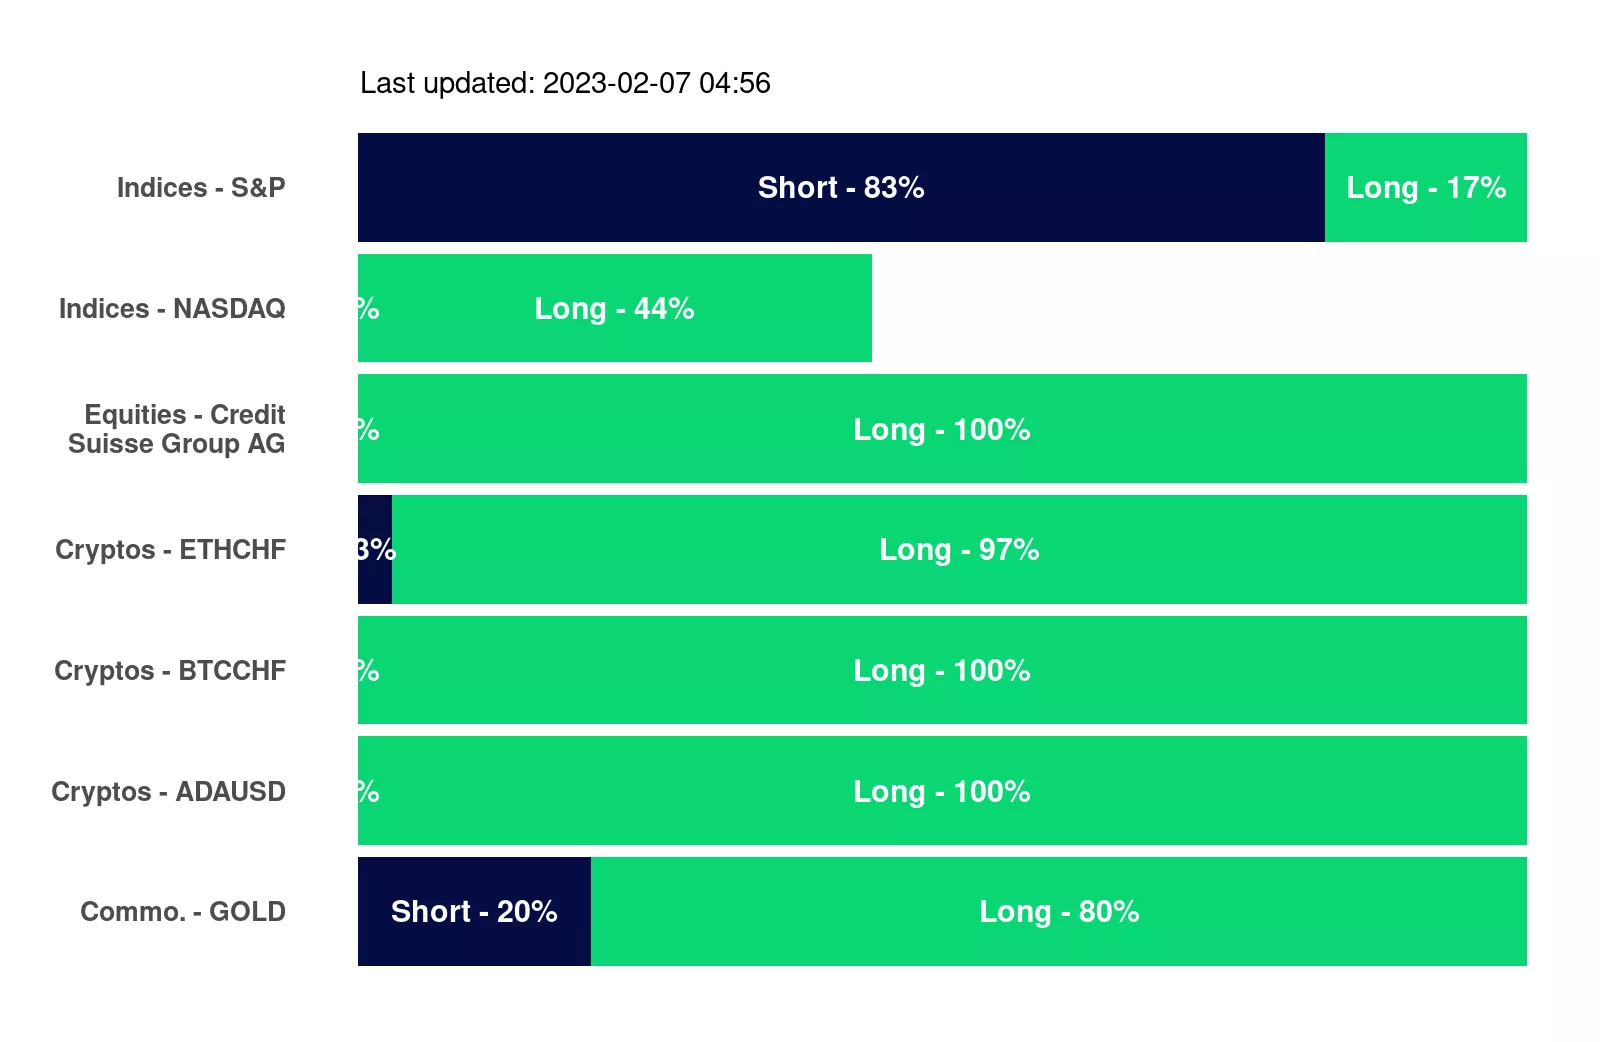 Last updated: 2023-02-07 04:56
Indices - S&P
Short - 83%
Long - 17%
Indices - NASDAQ
%
Long - 44%
Equities - Credit
Suisse Group AG
%
Long - 100%
Cryptos - ETHCHF
3%
Long - 97%
Cryptos - BTCCHF
%
Long - 100%
Cryptos - ADAUSD
%
Long - 100%
Commo. - GOLD
Short - 20%
Long - 80%